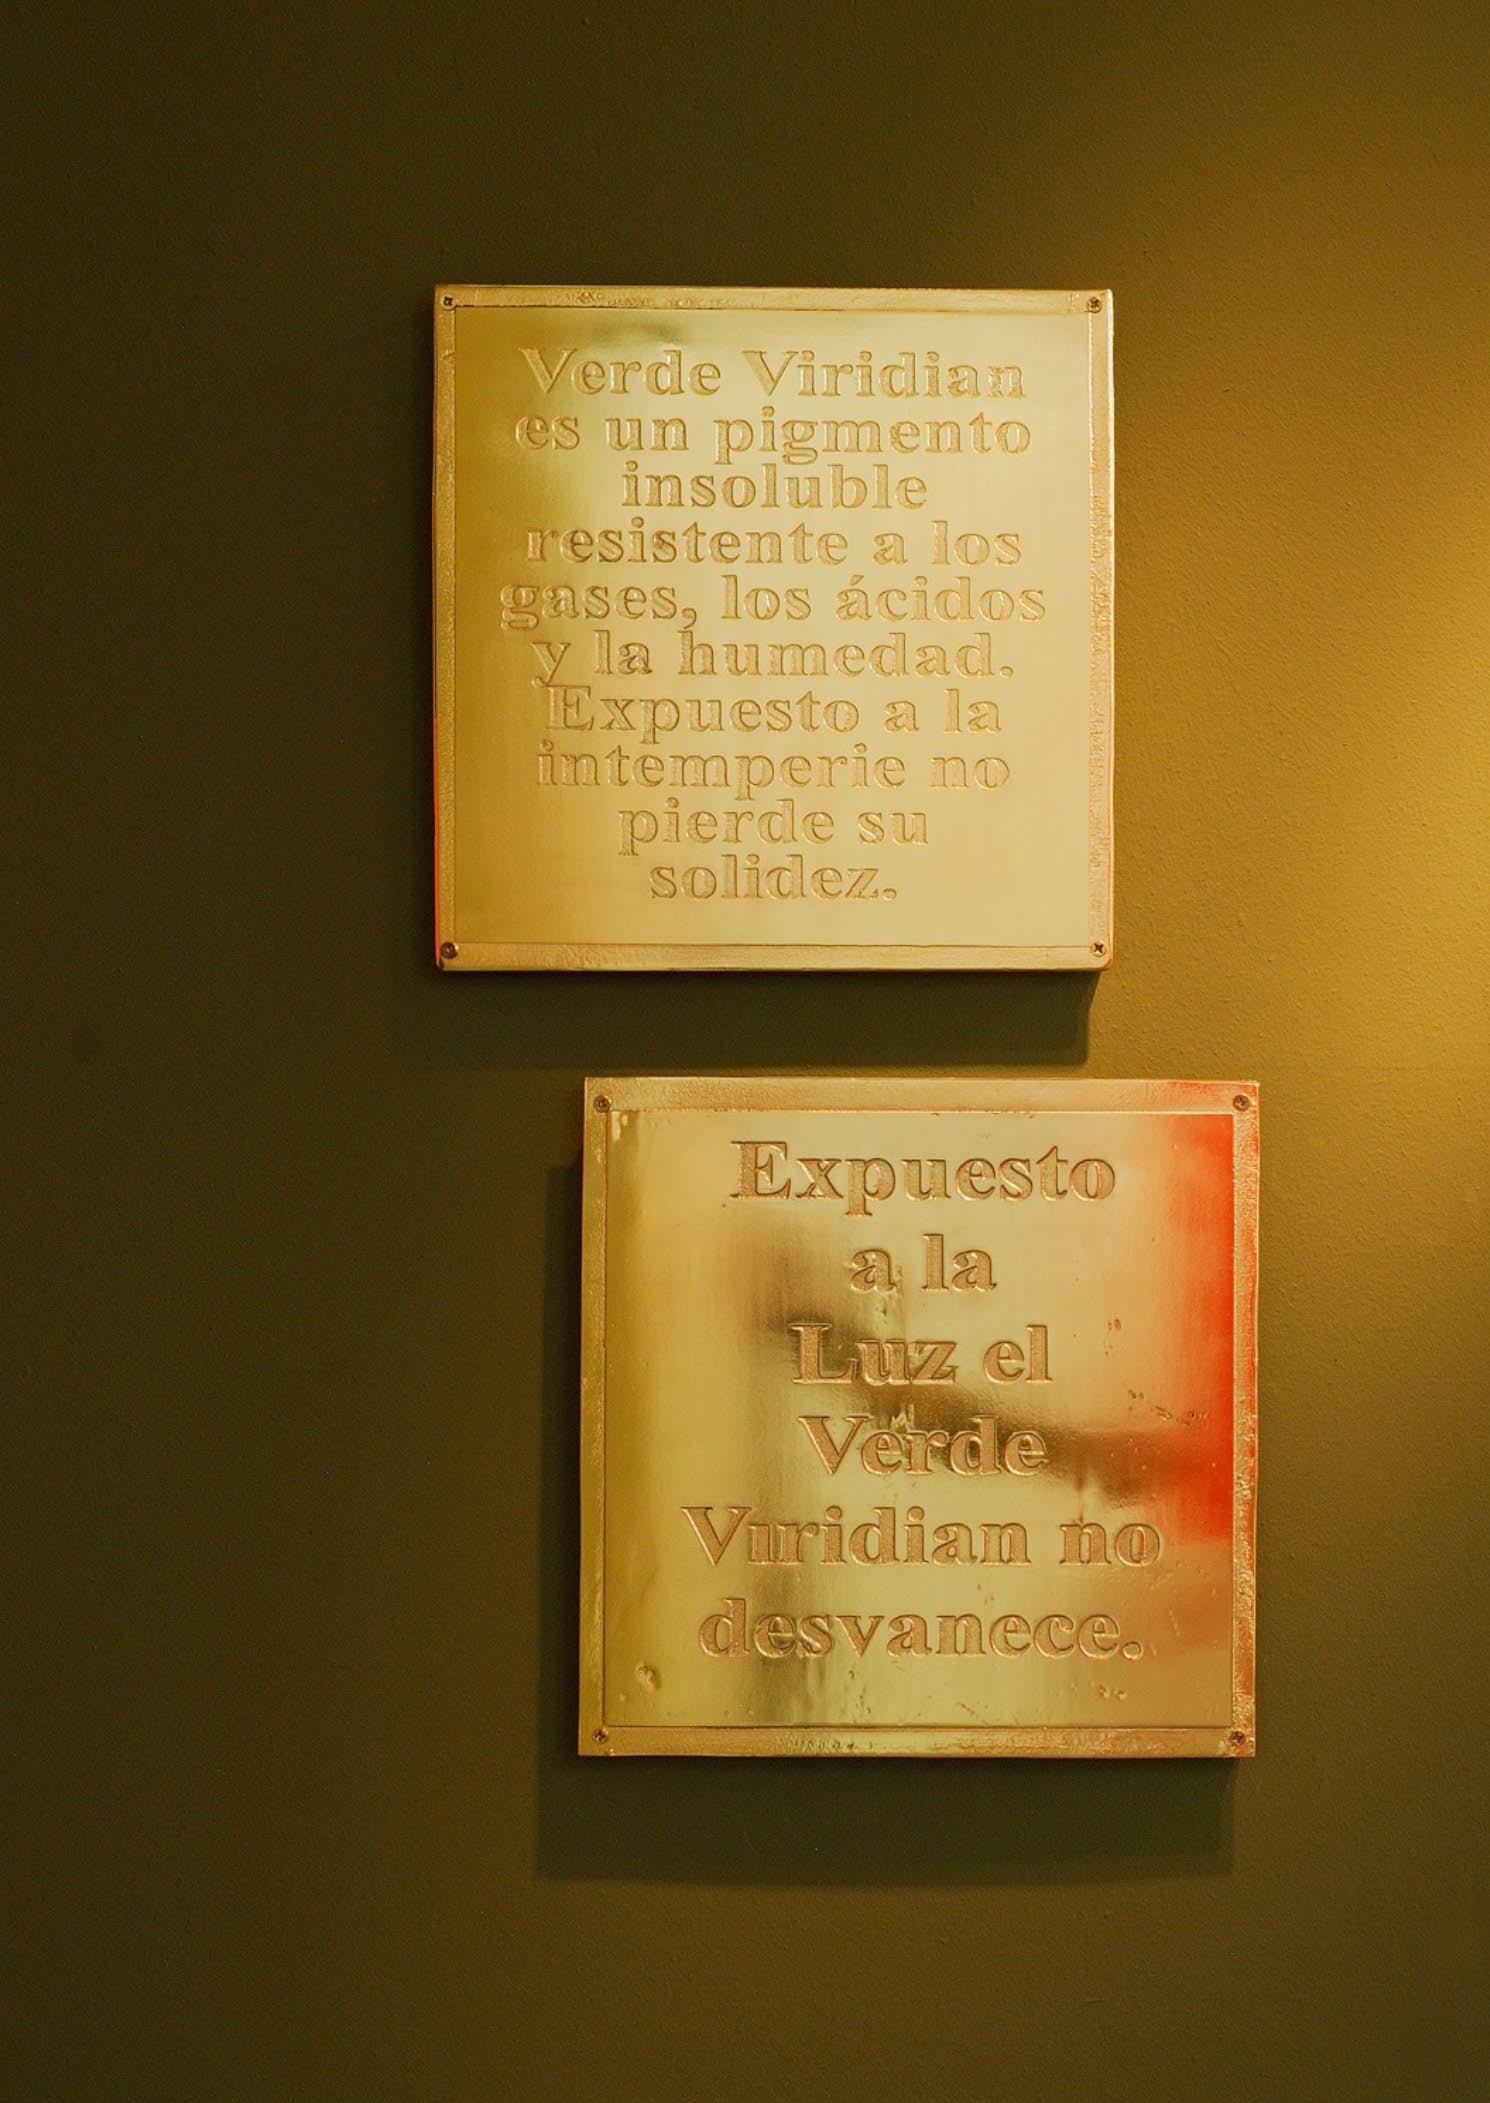 Verde Viridian
es un pigmento
insoluble
resistente a los
gases, los ácidos
y la humedad.
Expuesto a la
intemperie no
pierde su
solidez.
Expuesto
a la
Luz el
Verde
Vıridian no
desvanece.